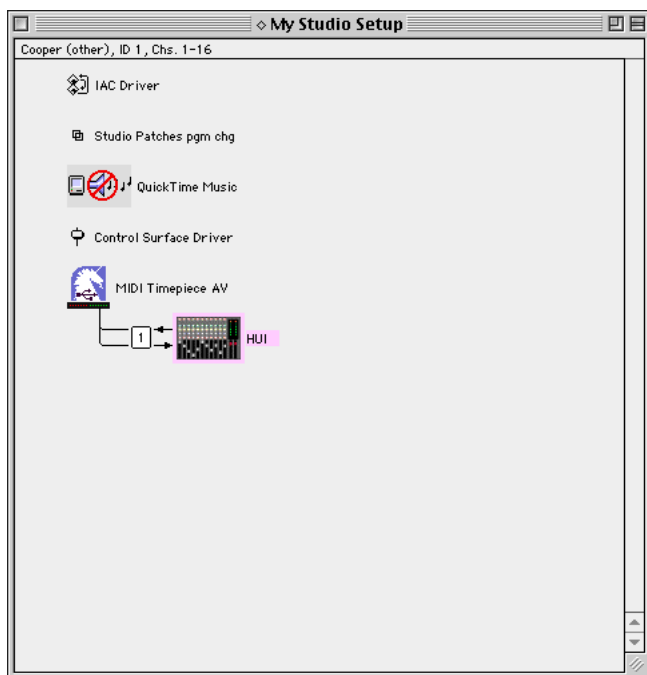 My Studio Setup
Cooper (other), ID 1, Chs. 1-16
IAC Driver
Studio Patches pgm chg
QuickTime Music
Control Surface Driver
MIDI Timepiece AV
1
HUI